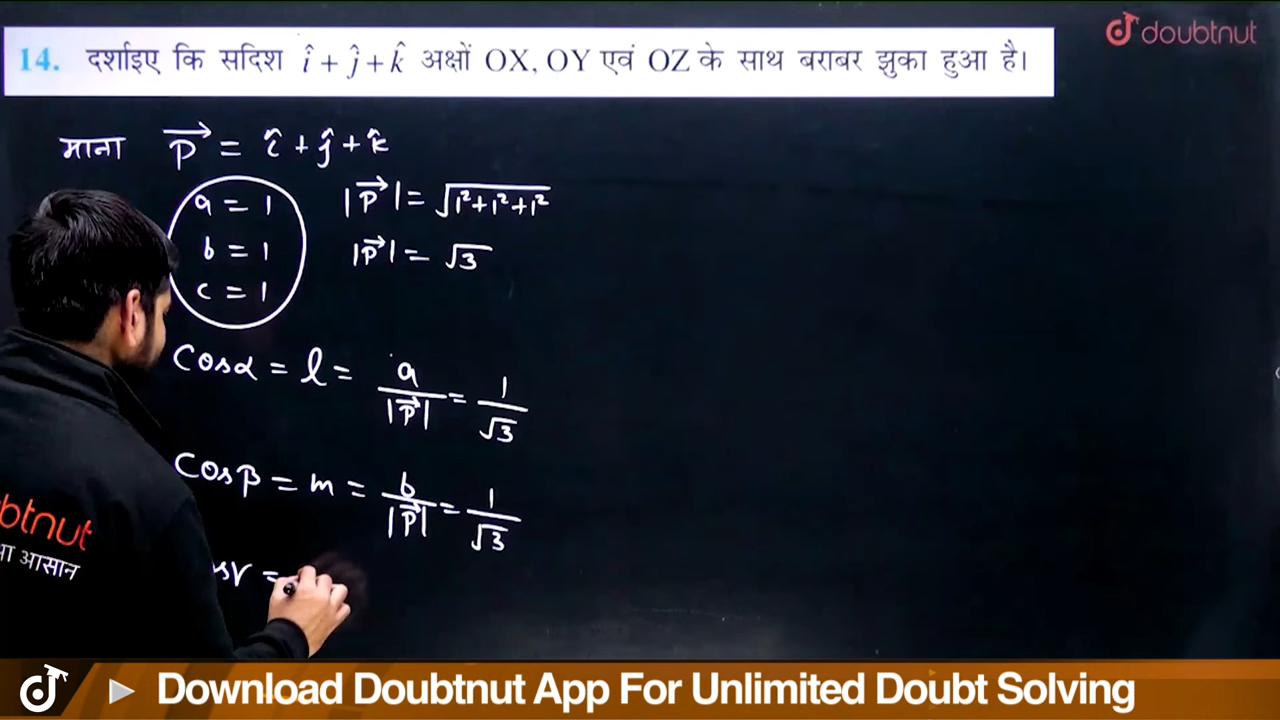 doubtnut
14. दर्शाइए कि सदिश î + ĵ + k̂ अक्षों OX, OY एवं OZ के साथ बराबर झुका हुआ है।
माना p⃗ = î + ĵ + k̂
a = 1 |p⃗| = √(1²+1²+1²)
b = 1 |p⃗| = √3
c = 1
Cosα = l = a/|p⃗| = 1/√3
Cosβ = m = b/|p⃗| = 1/√3
btnut
आसान
Download Doubtnut App For Unlimited Doubt Solving